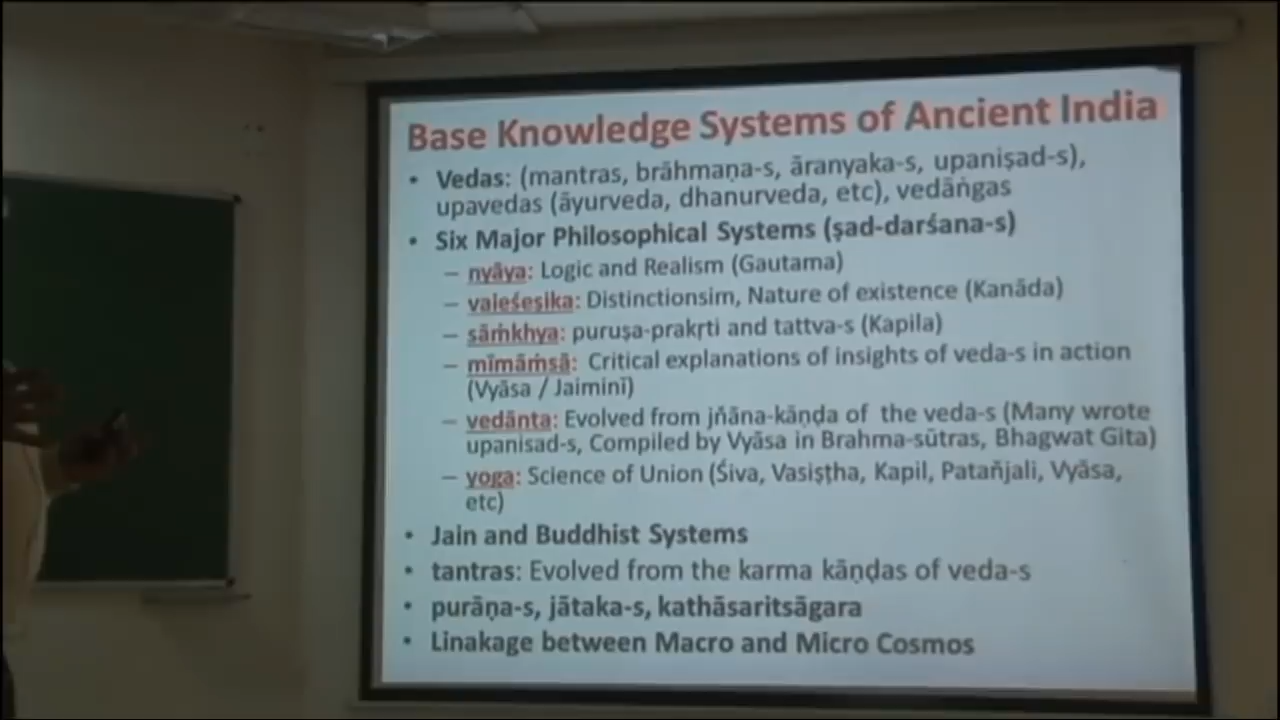 Base Knowledge Systems of Ancient India
• Vedas: (mantras, brāhmaṇa-s, āranyaka-s, upaniṣad-s),
upavedas (āyurveda, dhanurveda, etc), vedāṅgas
• Six Major Philosophical Systems (ṣad-darśana-s)
– nyāya: Logic and Realism (Gautama)
– valeśeṣika: Distinctionsim, Nature of existence (Kanāda)
– sāṁkhya: puruṣa-prakṛti and tattva-s (Kapila)
– mīmāṁsā: Critical explanations of insights of veda-s in action
(Vyāsa / Jaiminī)
– vedānta: Evolved from jñāna-kāṇḍa of the veda-s (Many wrote
upanisad-s, Compiled by Vyāsa in Brahma-sūtras, Bhagwat Gita)
– yoga: Science of Union (Śiva, Vasiṣṭha, Kapil, Patañjali, Vyāsa,
etc)
• Jain and Buddhist Systems
• tantras: Evolved from the karma kāṇḍas of veda-s
• purāṇa-s, jātaka-s, kathāsaritsāgara
• Linakage between Macro and Micro Cosmos